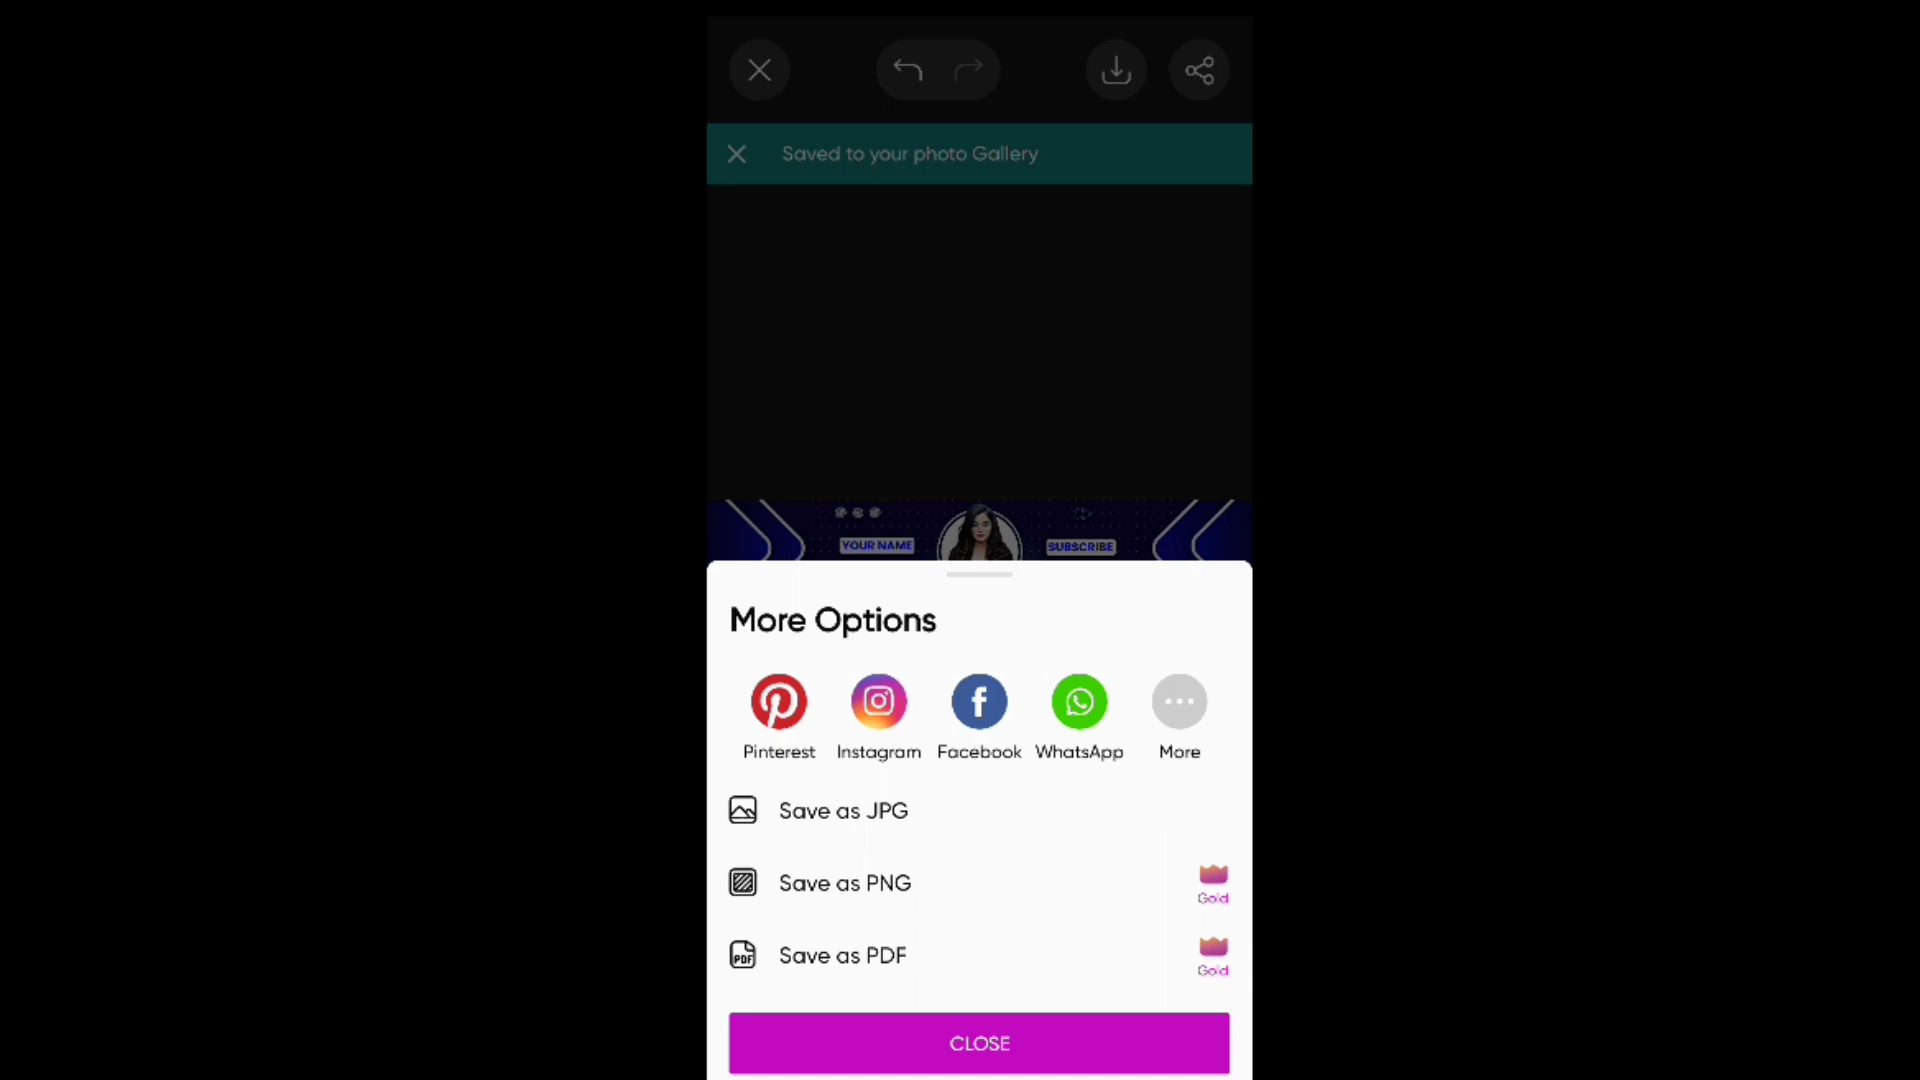 Saved to your photo Gallery
YOUR NAME
SUBSCRIBE
More Options
Pinterest
Instagram
Facebook
WhatsApp
More
Save as JPG
Save as PNG
Gold
PDF
Save as PDF
Gold
CLOSE